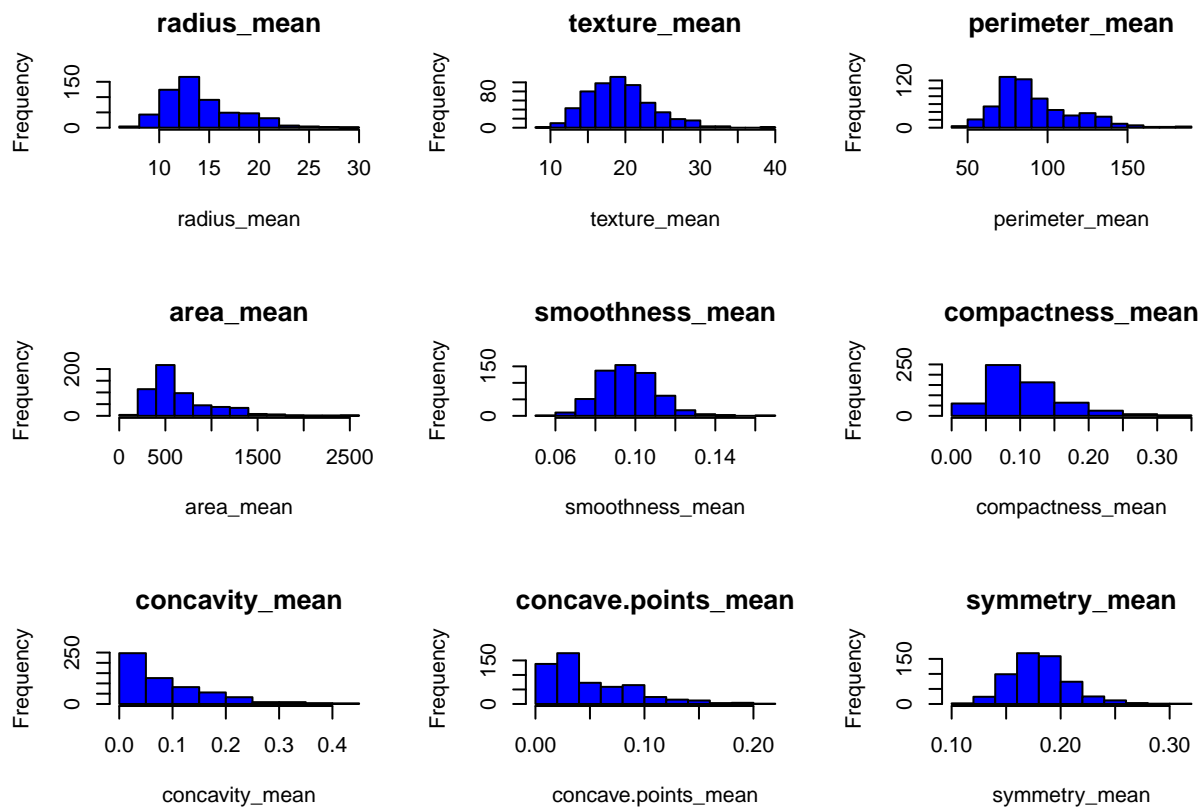 radius_mean
Frequency
0 150
10 15 20 25 30
radius_mean
texture_mean
Frequency
0 80
10 20 30 40
texture_mean
perimeter_mean
Frequency
0 120
50 100 150
perimeter_mean
area_mean
Frequency
0 200
0 500 1500 2500
area_mean
smoothness_mean
Frequency
0 150
0.06 0.10 0.14
smoothness_mean
compactness_mean
Frequency
0 250
0.00 0.10 0.20 0.30
compactness_mean
concavity_mean
Frequency
0 250
0.0 0.1 0.2 0.3 0.4
concavity_mean
concave.points_mean
Frequency
0 150
0.00 0.10 0.20
concave.points_mean
symmetry_mean
Frequency
0 150
0.10 0.20 0.30
symmetry_mean